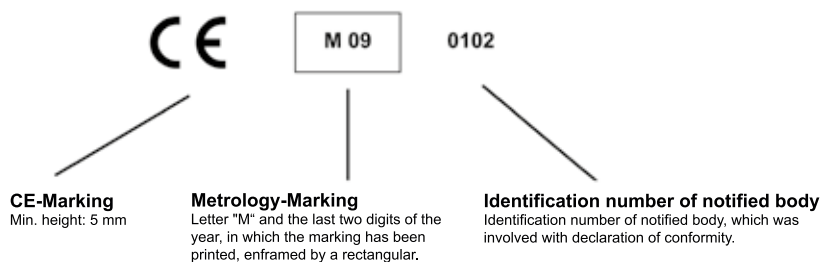 CE M 09 0102
CE-Marking
Min. height: 5 mm
Metrology-Marking
Letter "M“ and the last two digits of the
year, in which the marking has been
printed, enframed by a rectangular.
Identification number of notified body
Identification number of notified body, which was
involved with declaration of conformity.